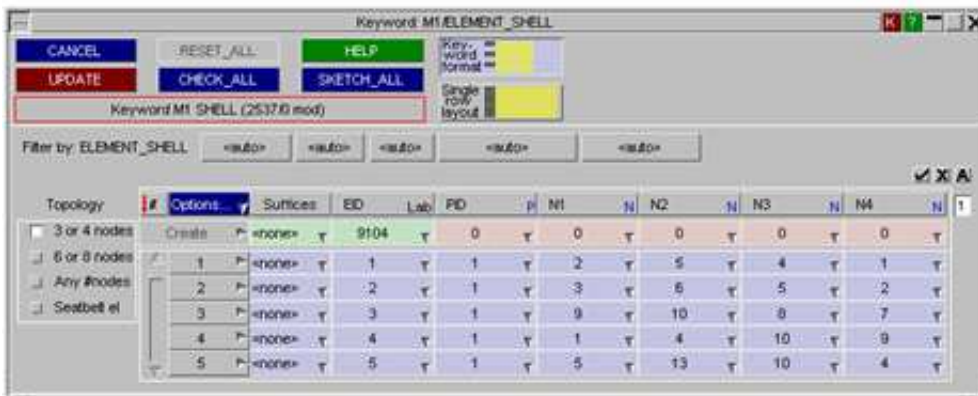 Keyword: M1/ELEMENT_SHELL K ? X
CANCEL RESET_ALL HELP
UPDATE CHECK_ALL SKETCH_ALL
Keyword M1 SHELL (2537/0 mod)
Key-
word
format
Single
row
layout
Filter by: ELEMENT_SHELL <auto> <auto> <auto> <auto> <auto>
X A
Topology # Options... Suffices EID Lab PID P N1 N N2 N N3 N N4 N 1
3 or 4 nodes Create <none> 9104 0 0 0 0 0
6 or 8 nodes 1 <none> 1 1 2 5 4 1
Any #nodes 2 <none> 2 1 3 6 5 2
Seatbelt el 3 <none> 3 1 9 10 8 7
4 <none> 4 1 1 4 10 9
5 <none> 5 1 5 13 10 4